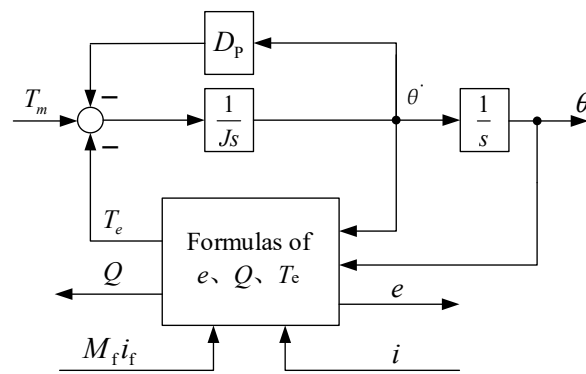 D_P
T_m
1/Js
θ̇
1/s
θ
T_e
Formulas of
e、Q、T_e
Q
e
M_f i_f
i